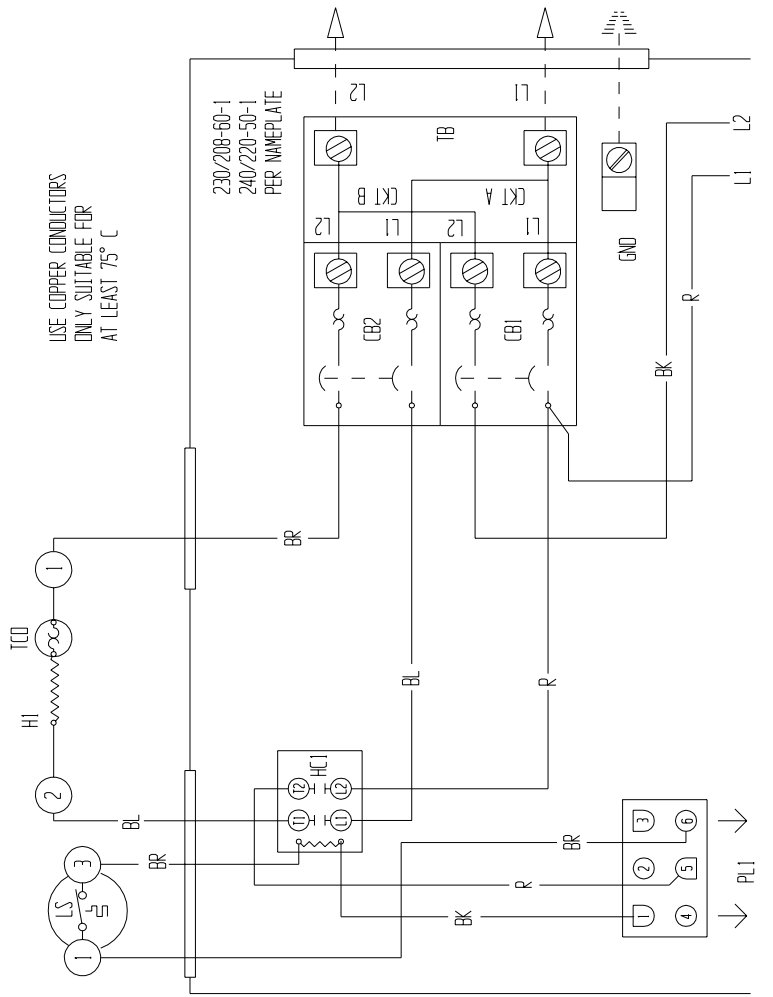 USE COPPER CONDUCTORS
ONLY SUITABLE FOR
AT LEAST 75° C
230/208-60-1
240/220-50-1
PER NAMEPLATE
L2
L1
TB
CKT B
CKT A
L2
L1
L2
L1
CB2
CB1
GND
L2
L1
R
BK
BR
BL
R
TCO
H1
1
2
BL
HC1
T2
L2
T1
L1
LS
3
1
BR
BR
R
BK
3
6
2
5
1
4
PL1